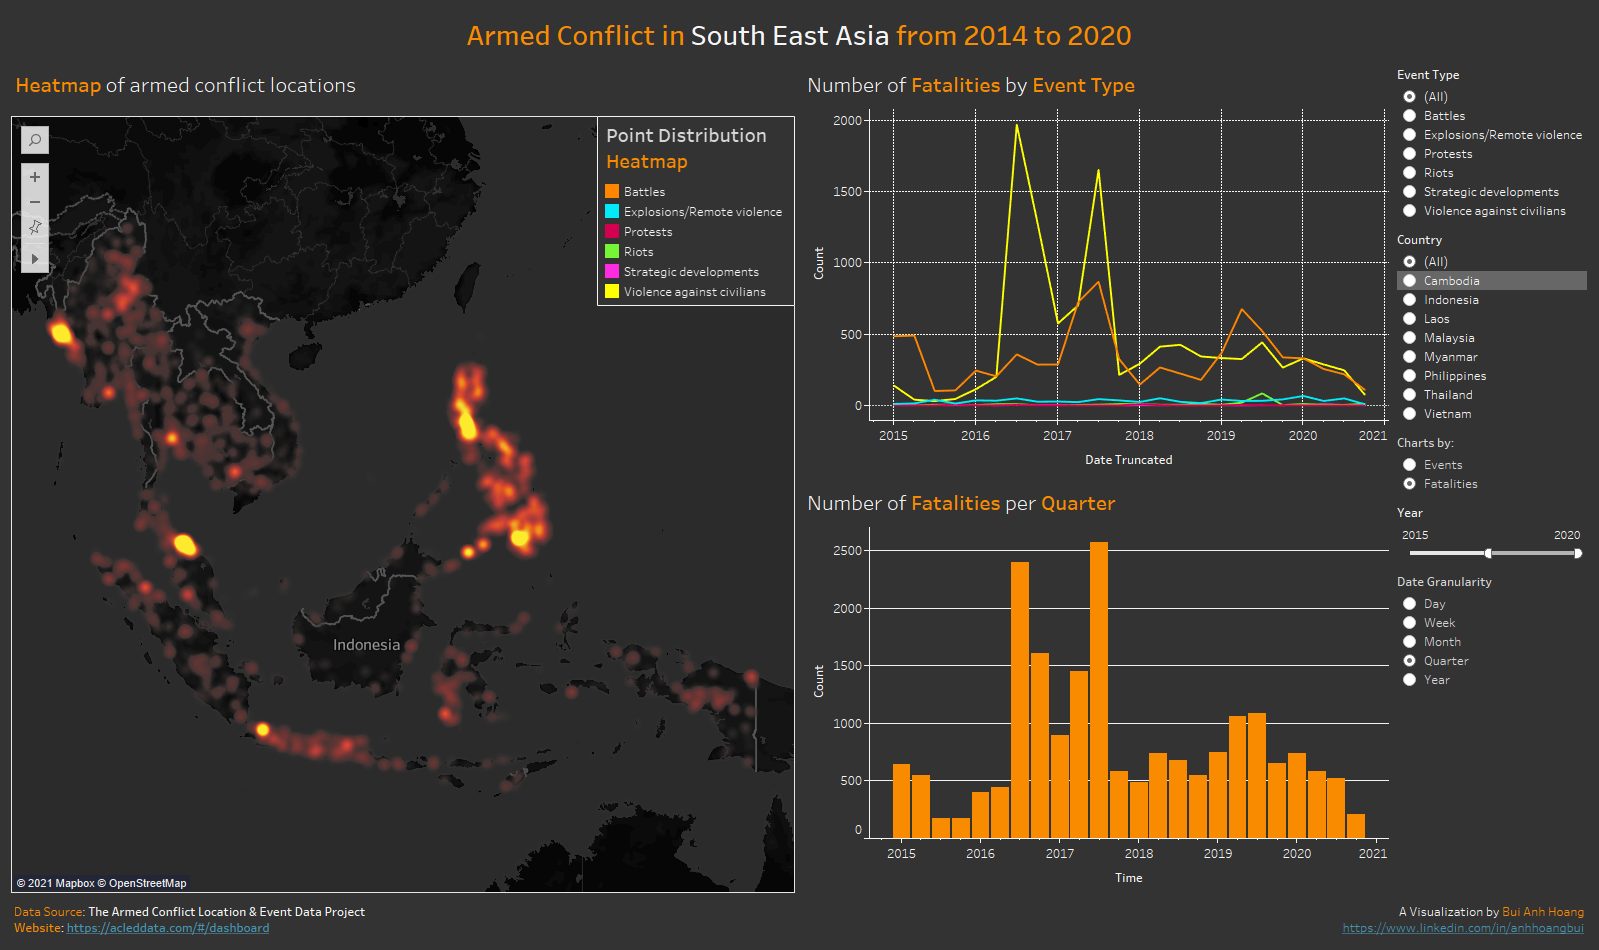 Armed Conflict in South East Asia from 2014 to 2020
Heatmap of armed conflict locations
Point Distribution
Heatmap
Battles
Explosions/Remote violence
Protests
Riots
Strategic developments
Violence against civilians
Indonesia
© 2021 Mapbox © OpenStreetMap
Number of Fatalities by Event Type
2000
1500
1000
500
0
Count
2015 2016 2017 2018 2019 2020 2021
Date Truncated
Number of Fatalities per Quarter
2500
2000
1500
1000
500
0
Count
2015 2016 2017 2018 2019 2020 2021
Time
Event Type
(All)
Battles
Explosions/Remote violence
Protests
Riots
Strategic developments
Violence against civilians
Country
(All)
Cambodia
Indonesia
Laos
Malaysia
Myanmar
Philippines
Thailand
Vietnam
Charts by:
Events
Fatalities
Year
2015 2020
Date Granularity
Day
Week
Month
Quarter
Year
Data Source: The Armed Conflict Location & Event Data Project
Website: https://acleddata.com/#/dashboard
A Visualization by Bui Anh Hoang
https://www.linkedin.com/in/anhhoangbui